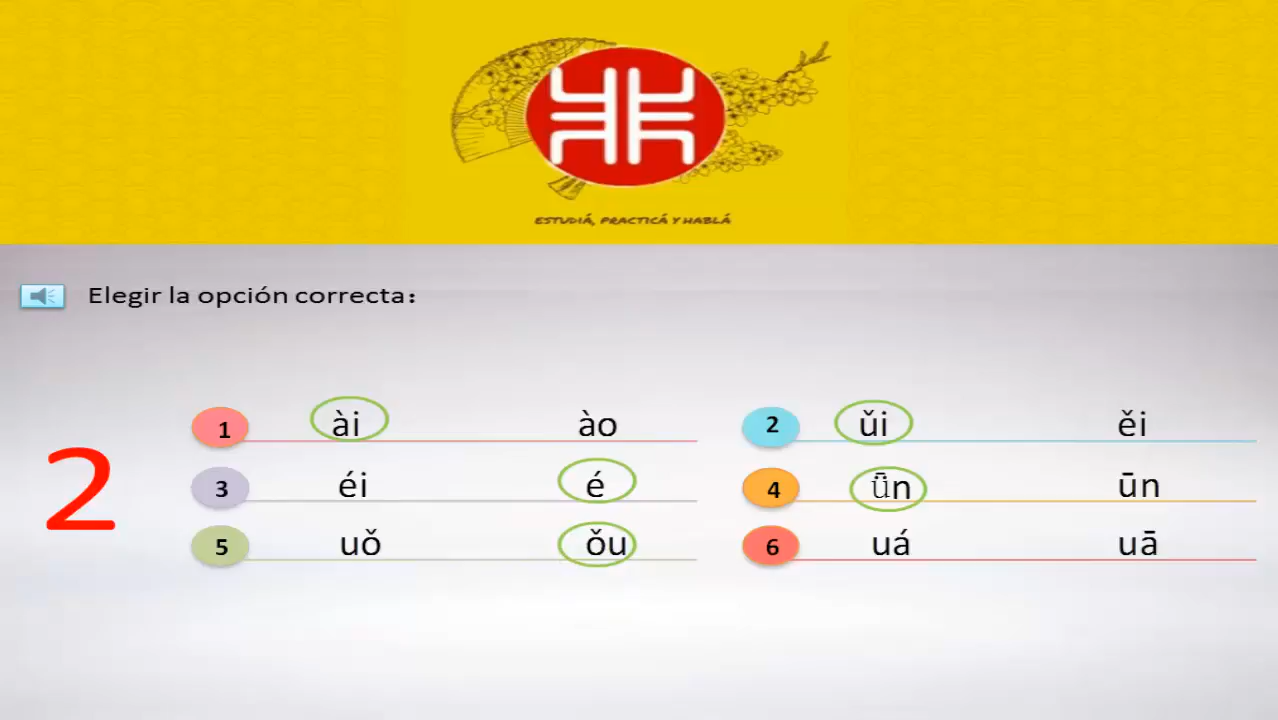 ESTUDIÁ, PRACTICÁ Y HABLÁ
Elegir la opción correcta：
2
1 ài ào 2 ǔi ěi
3 éi é 4 ǖn ūn
5 uǒ ǒu 6 uá uā